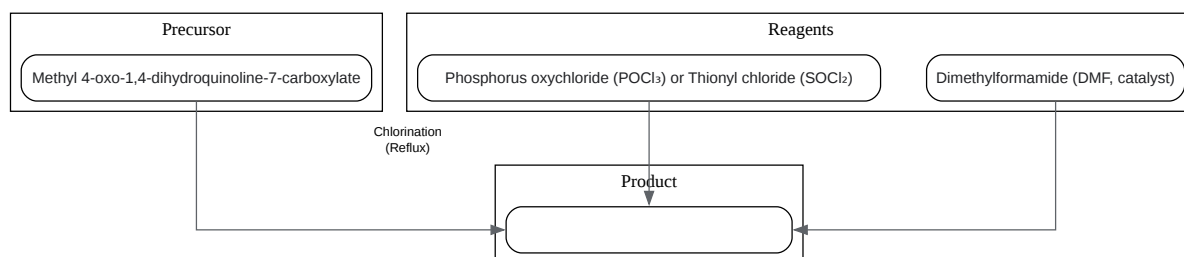 Precursor
Reagents
Methyl 4-oxo-1,4-dihydroquinoline-7-carboxylate
Phosphorus oxychloride (POCl₃) or Thionyl chloride (SOCl₂)
Dimethylformamide (DMF, catalyst)
Chlorination
(Reflux)
Product